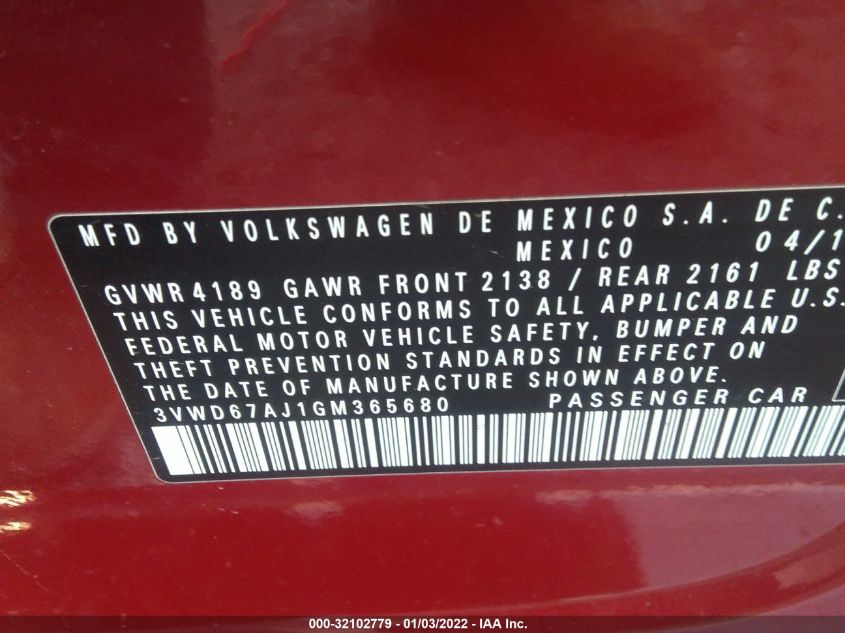 MFD BY VOLKSWAGEN DE MEXICO S.A. DE C.
MEXICO 04/1
GVWR 4189 GAWR FRONT 2138 / REAR 2161 LBS
THIS VEHICLE CONFORMS TO ALL APPLICABLE U.S.
FEDERAL MOTOR VEHICLE SAFETY, BUMPER AND
THEFT PREVENTION STANDARDS IN EFFECT ON
THE DATE OF MANUFACTURE SHOWN ABOVE.
3VWD67AJ1GM365680 PASSENGER CAR
000-32102779 - 01/03/2022 - IAA Inc.